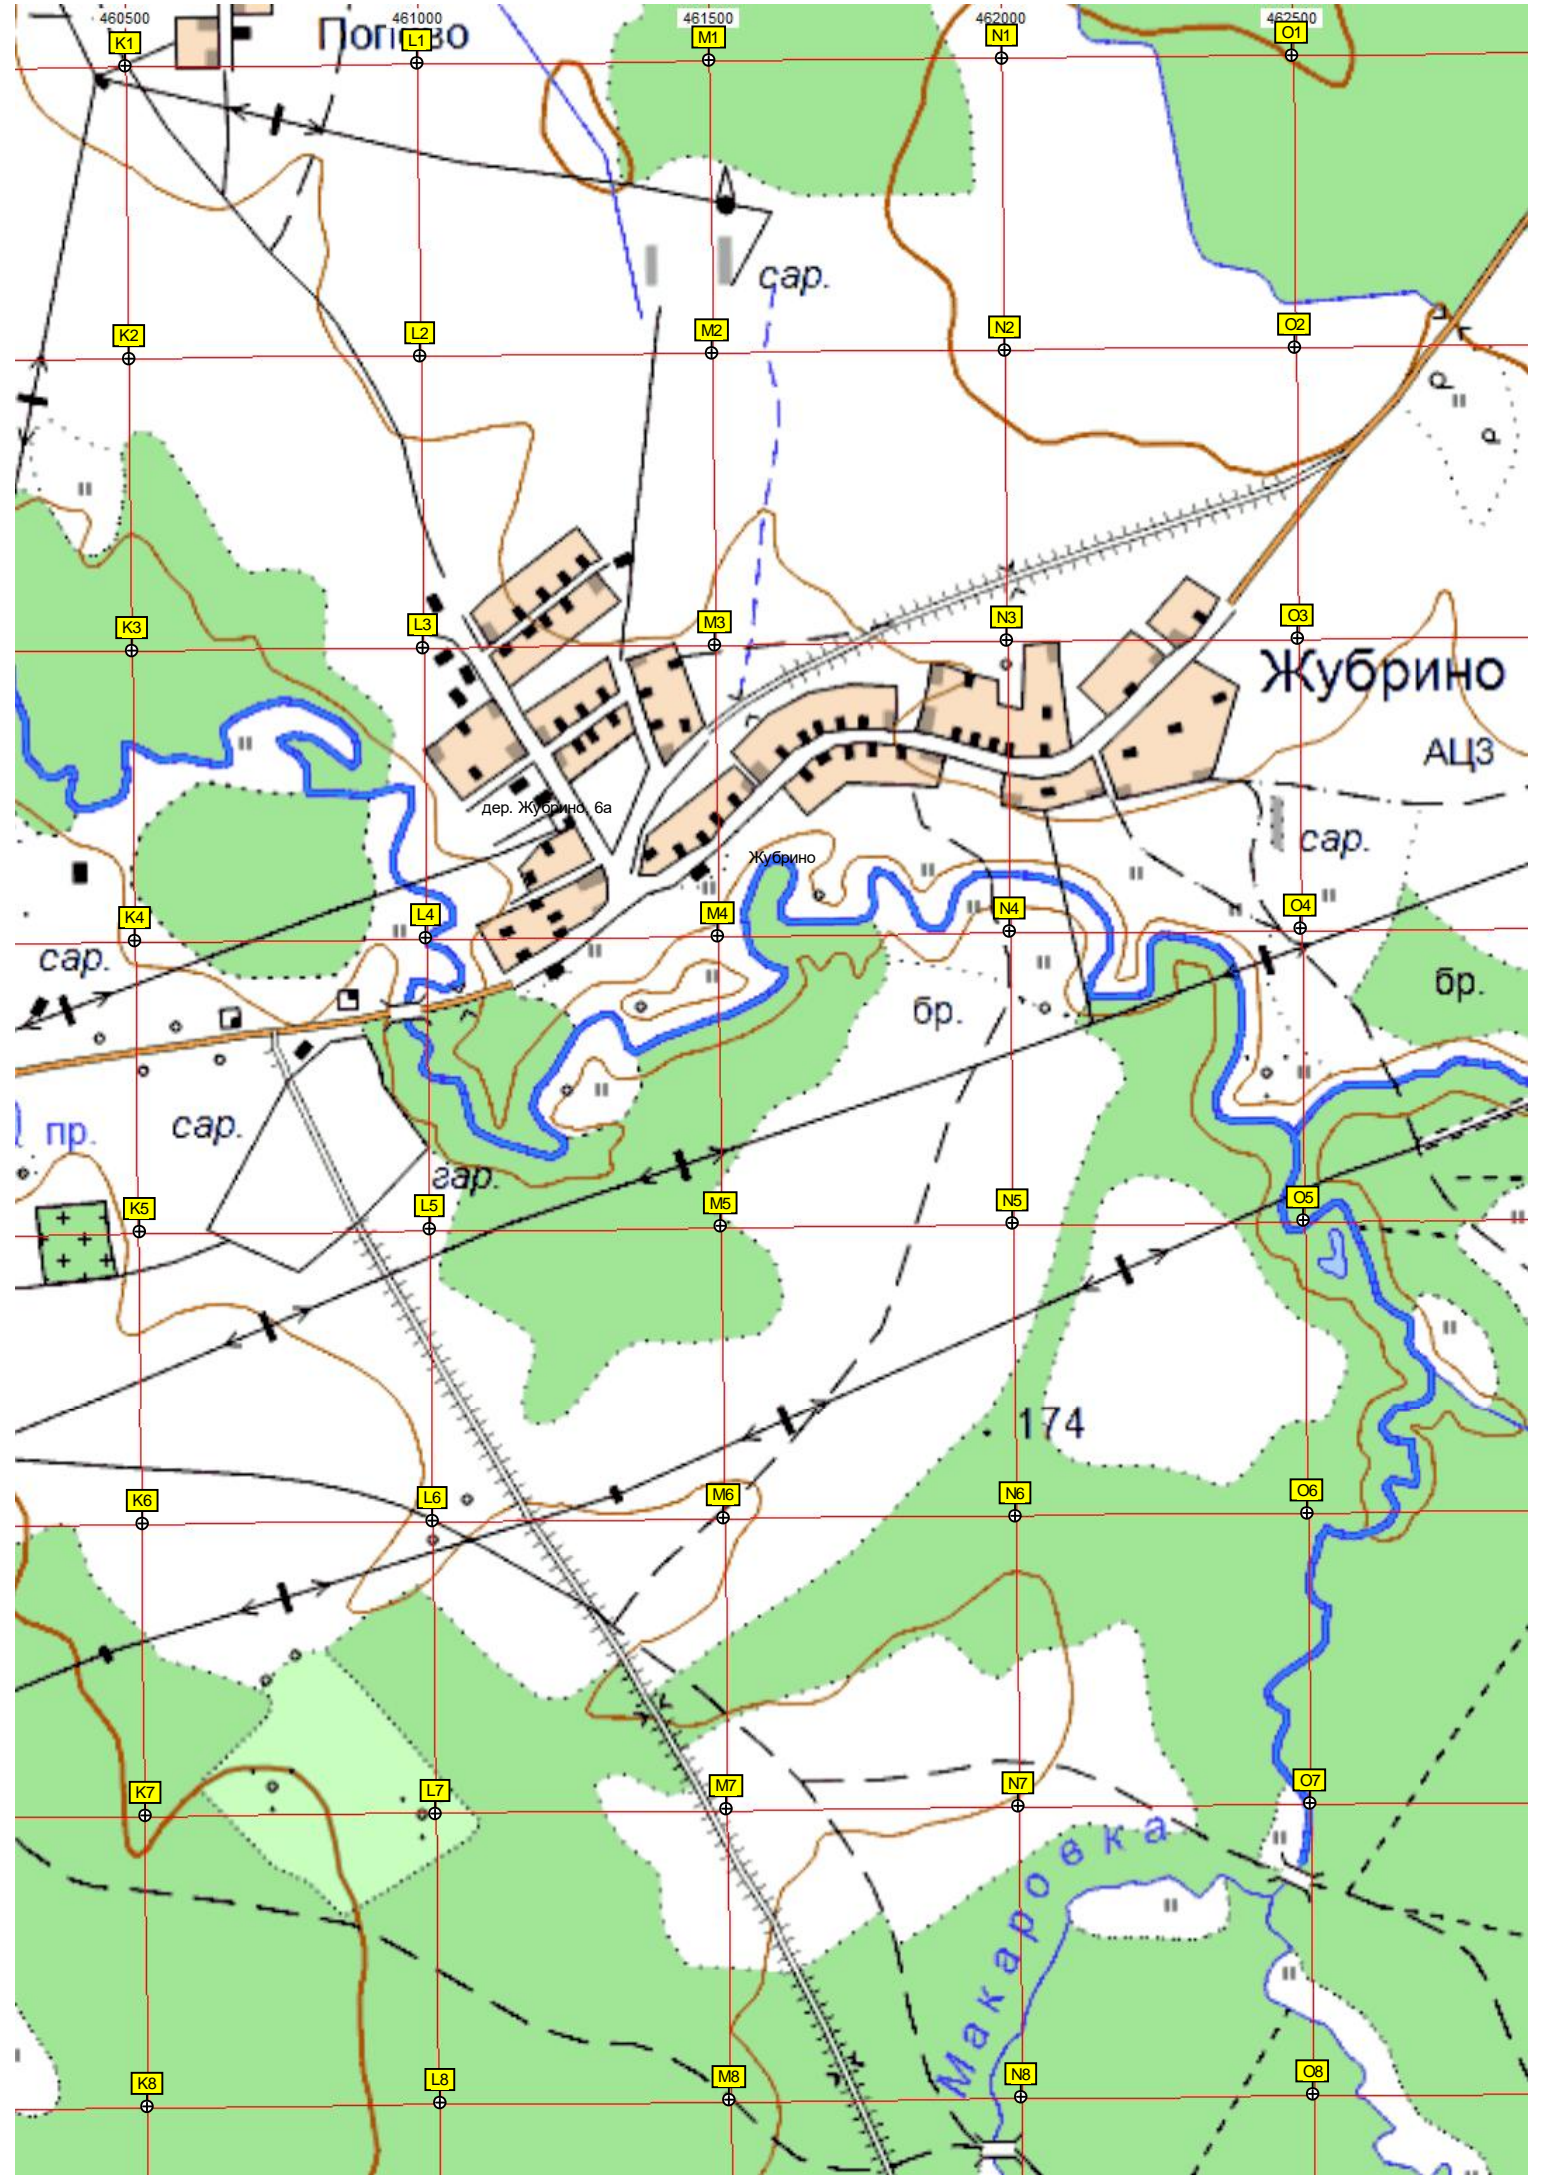 460500 461000 461500 462000 462500
Попово
K1 L1 M1 N1 O1
сар.
K2 L2 M2 N2 O2
K3 L3 M3 N3 O3
Жубрино
АЦЗ
дер. Жубрино, 6а
сар.
Жубрино
K4 L4 M4 N4 O4
сар.
бр.
бр.
пр.
сар.
гар.
K5 L5 M5 N5 O5
174
K6 L6 M6 N6 O6
K7 L7 M7 N7 O7
Макаровка
K8 L8 M8 N8 O8